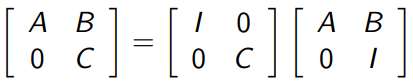 [ A B ; 0 C ] = [ I 0 ; 0 C ] [ A B ; 0 I ]